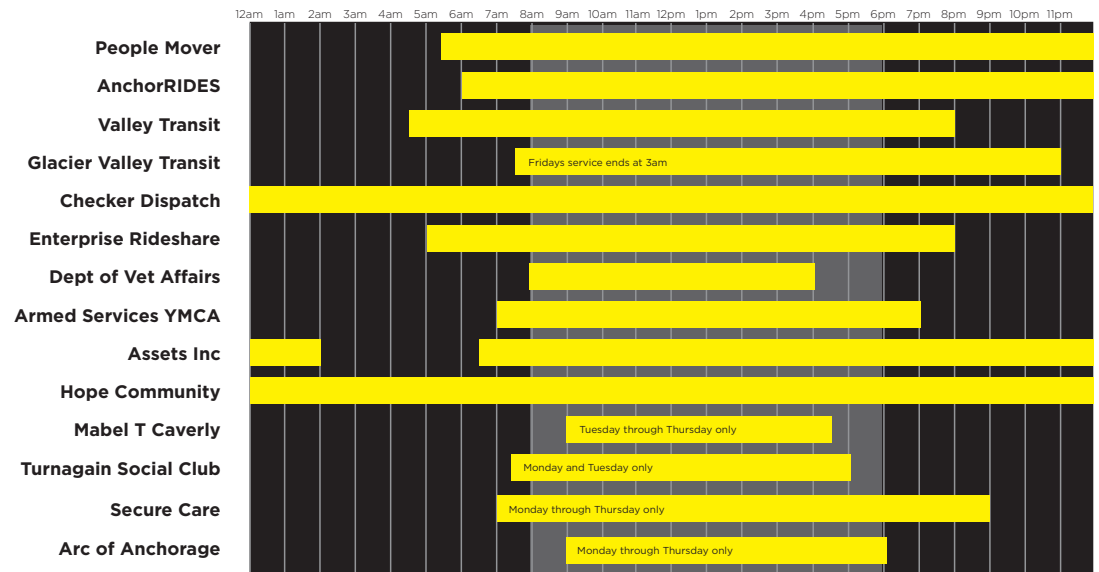 12am 1am 2am 3am 4am 5am 6am 7am 8am 9am 10am 11am 12pm 1pm 2pm 3pm 4pm 5pm 6pm 7pm 8pm 9pm 10pm 11pm
People Mover
AnchorRIDES
Valley Transit
Glacier Valley Transit Fridays service ends at 3am
Checker Dispatch
Enterprise Rideshare
Dept of Vet Affairs
Armed Services YMCA
Assets Inc
Hope Community
Mabel T Caverly Tuesday through Thursday only
Turnagain Social Club Monday and Tuesday only
Secure Care Monday through Thursday only
Arc of Anchorage Monday through Thursday only